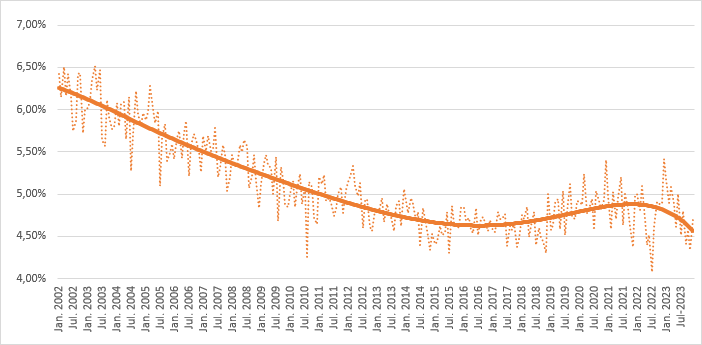 7,00%
6,50%
6,00%
5,50%
5,00%
4,50%
4,00%
Jan. 2002
Jul. 2002
Jan. 2003
Jul. 2003
Jan. 2004
Jul. 2004
Jan. 2005
Jul. 2005
Jan. 2006
Jul. 2006
Jan. 2007
Jul. 2007
Jan. 2008
Jul. 2008
Jan. 2009
Jul. 2009
Jan. 2010
Jul. 2010
Jan. 2011
Jul. 2011
Jan. 2012
Jul. 2012
Jan. 2013
Jul. 2013
Jan. 2014
Jul. 2014
Jan. 2015
Jul. 2015
Jan. 2016
Jul. 2016
Jan. 2017
Jul. 2017
Jan. 2018
Jul. 2018
Jan. 2019
Jul. 2019
Jan. 2020
Jul. 2020
Jan. 2021
Jul. 2021
Jan. 2022
Jul. 2022
Jan. 2023
Jul-2023